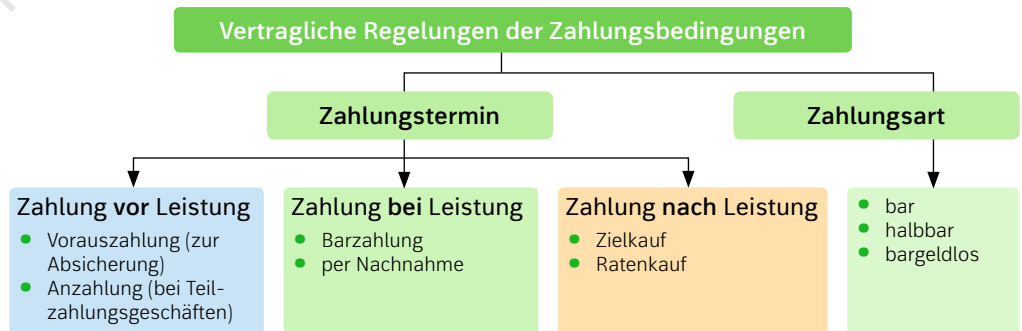 Vertragliche Regelungen der Zahlungsbedingungen
Zahlungstermin
Zahlungsart
Zahlung vor Leistung
• Vorauszahlung (zur
Absicherung)
• Anzahlung (bei Teil-
zahlungsgeschäften)
Zahlung bei Leistung
• Barzahlung
• per Nachnahme
Zahlung nach Leistung
• Zielkauf
• Ratenkauf
• bar
• halbbar
• bargeldlos